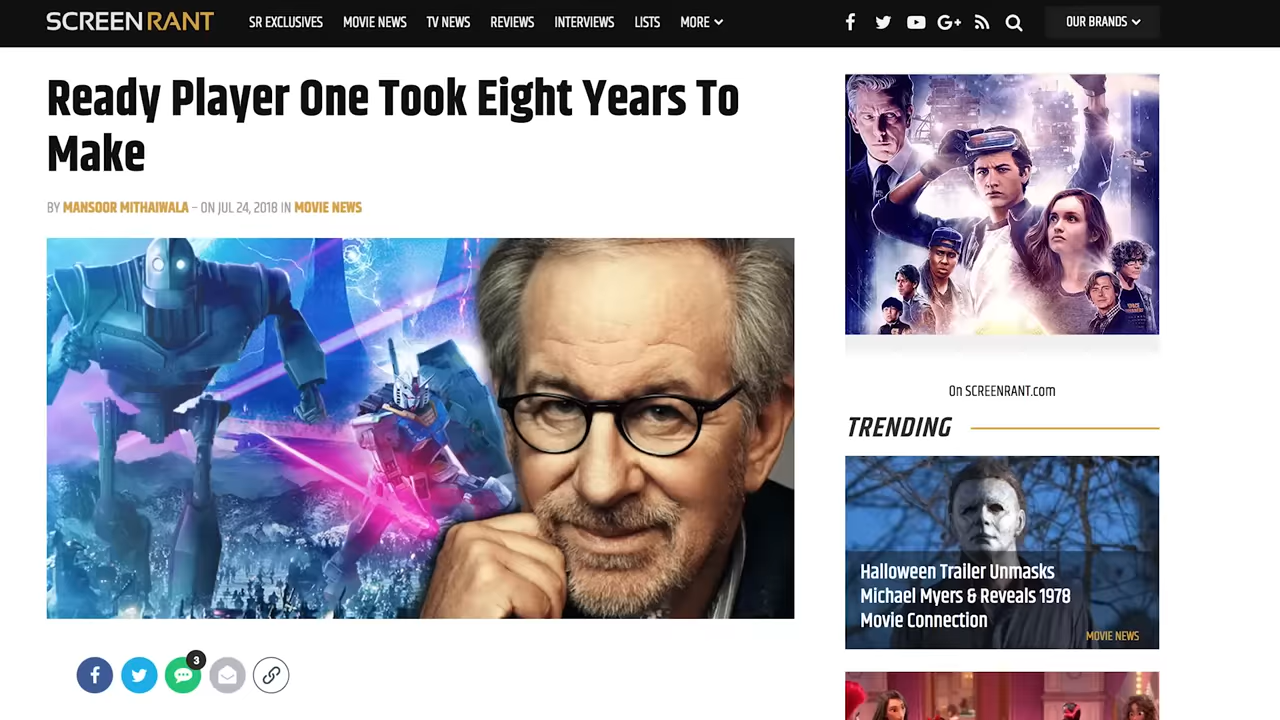 SCREENRANT
SR EXCLUSIVES MOVIE NEWS TV NEWS REVIEWS INTERVIEWS LISTS MORE
OUR BRANDS
Ready Player One Took Eight Years To
Make
BY MANSOOR MITHAIWALA – ON JUL 24, 2018 IN MOVIE NEWS
3
On SCREENRANT.com
TRENDING
Halloween Trailer Unmasks
Michael Myers & Reveals 1978
Movie Connection
MOVIE NEWS